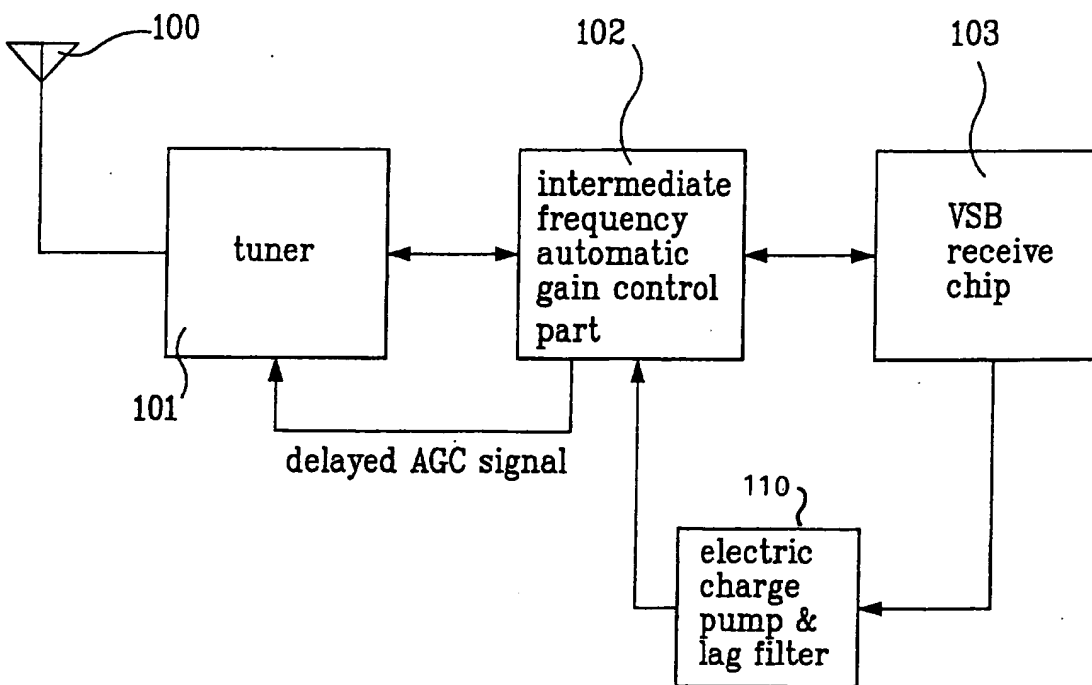 100
102
103
tuner
intermediate
frequency
automatic
gain control
part
VSB
receive
chip
101
delayed AGC signal
110
electric
charge
pump &
lag filter